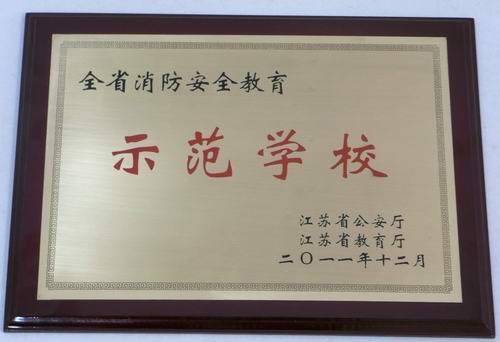 全省消防安全教育
示范学校
江苏省公安厅
江苏省教育厅
二〇一一年十二月